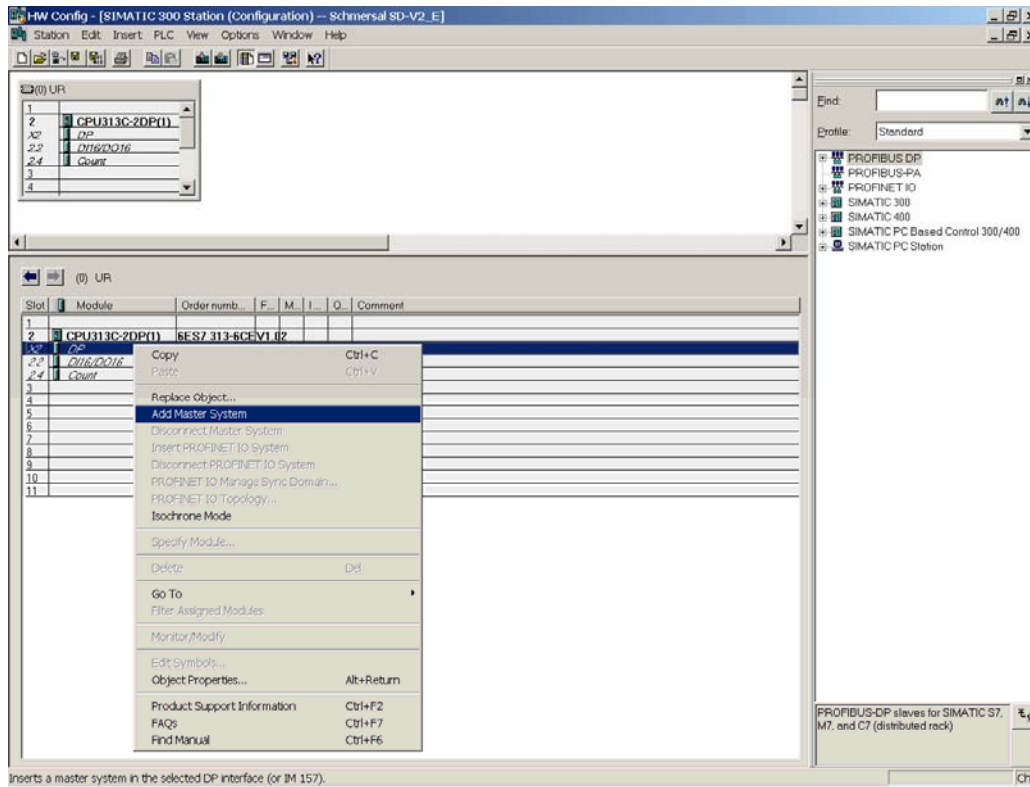 HW Config - [SIMATIC 300 Station (Configuration) -- Schmersal SD-V2_E]
Station Edit Insert PLC View Options Window Help
(0) UR
1
2 CPU313C-2DP(1)
X2 DP
2.2 DI16/DO16
2.4 Count
3
4
Find:
Profile: Standard
PROFIBUS DP
PROFIBUS-PA
PROFINET IO
SIMATIC 300
SIMATIC 400
SIMATIC PC Based Control 300/400
SIMATIC PC Station
(0) UR
Slot Module Order numb... F... M... I... Q... Comment
1
2 CPU313C-2DP(1) 6ES7 313-6CE V1.0 2
X2 DP
2.2 DI16/DO16
2.4 Count
3
4
5
6
7
8
9
10
11
Copy Ctrl+C
Paste Ctrl+V
Replace Object...
Add Master System
Disconnect Master System
Insert PROFINET IO System
Disconnect PROFINET IO System
PROFINET IO Manage Sync Domain...
PROFINET IO Topology...
Isochrone Mode
Specify Module...
Delete Del
Go To
Filter Assigned Modules
Monitor/Modify
Edit Symbols...
Object Properties... Alt+Return
Product Support Information Ctrl+F2
FAQs Ctrl+F7
Find Manual Ctrl+F6
PROFIBUS-DP slaves for SIMATIC S7,
M7, and C7 (distributed rack)
Inserts a master system in the selected DP interface (or IM 157).
Ch